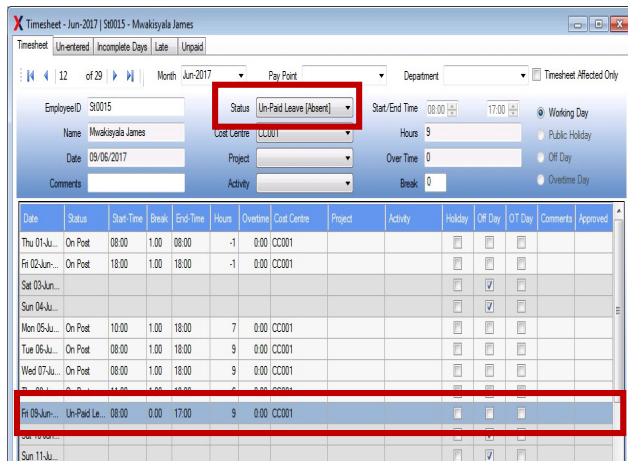 Timesheet - Jun-2017 | St0015 - Mwakisyala James
Timesheet Un-entered Incomplete Days Late Unpaid
12 of 29 Month Jun-2017 Pay Point Department Timesheet Affected Only
EmployeeID St0015 Status Un-Paid Leave [Absent] Start/End Time 08:00 17:00 Working Day
Name Mwakisyala James Cost Centre CC001 Hours 9 Public Holiday
Date 09/06/2017 Project Over Time 0 Off Day
Comments Activity Break 0 Overtime Day
Date Status Start-Time Break End-Time Hours Overtime Cost Centre Project Activity Holiday Off Day OT Day Comments Approved
Thu 01-Ju... On Post 08:00 1.00 08:00 -1 0:00 CC001
Fri 02-Jun-... On Post 18:00 1.00 18:00 -1 0:00 CC001
Sat 03-Jun...
Sun 04-Ju...
Mon 05-Ju... On Post 10:00 1.00 18:00 7 0:00 CC001
Tue 06-Ju... On Post 08:00 1.00 18:00 9 0:00 CC001
Wed 07-Ju... On Post 08:00 1.00 18:00 9 0:00 CC001
Fri 09-Jun-... Un-Paid Le... 08:00 0.00 17:00 9 0:00 CC001
Sat 10-Jun...
Sun 11-Ju...